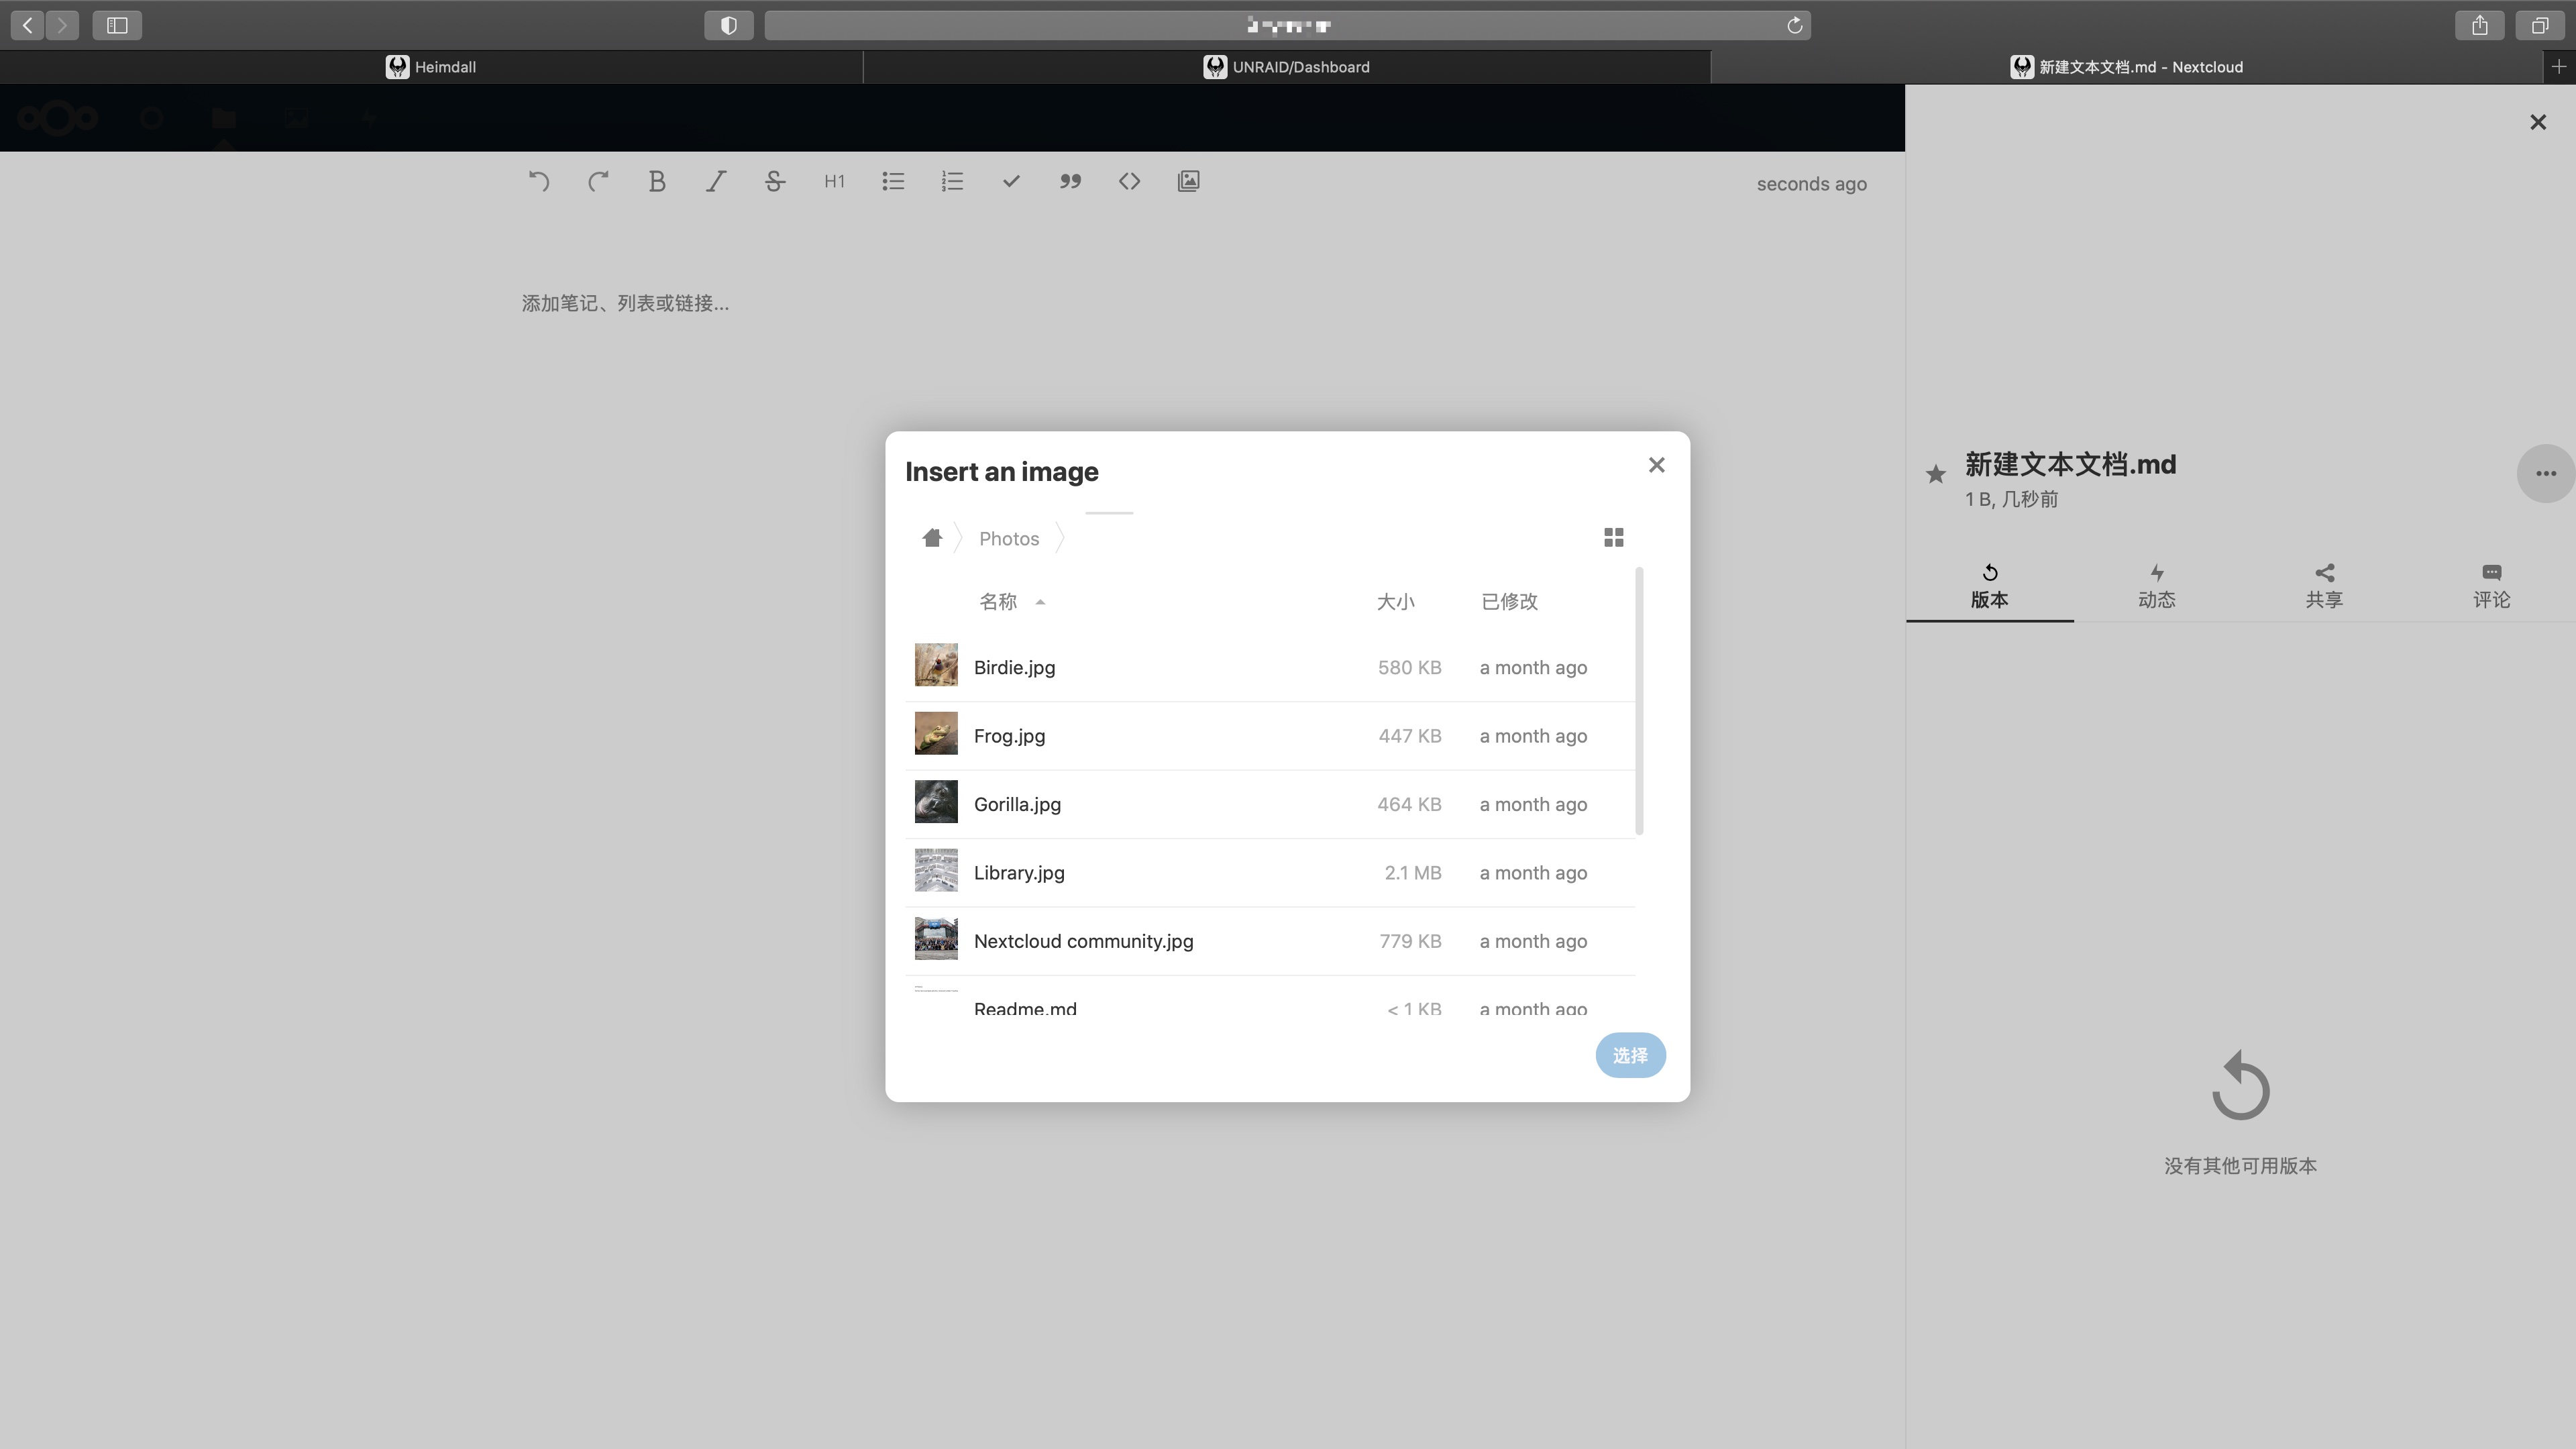 Heimdall
UNRAID/Dashboard
新建文本文档.md - Nextcloud
H1
seconds ago
添加笔记、列表或链接...
Insert an image
Photos
名称 大小 已修改
Birdie.jpg 580 KB a month ago
Frog.jpg 447 KB a month ago
Gorilla.jpg 464 KB a month ago
Library.jpg 2.1 MB a month ago
Nextcloud community.jpg 779 KB a month ago
Readme.md < 1 KB a month ago
选择
新建文本文档.md
1 B, 几秒前
版本 动态 共享 评论
没有其他可用版本